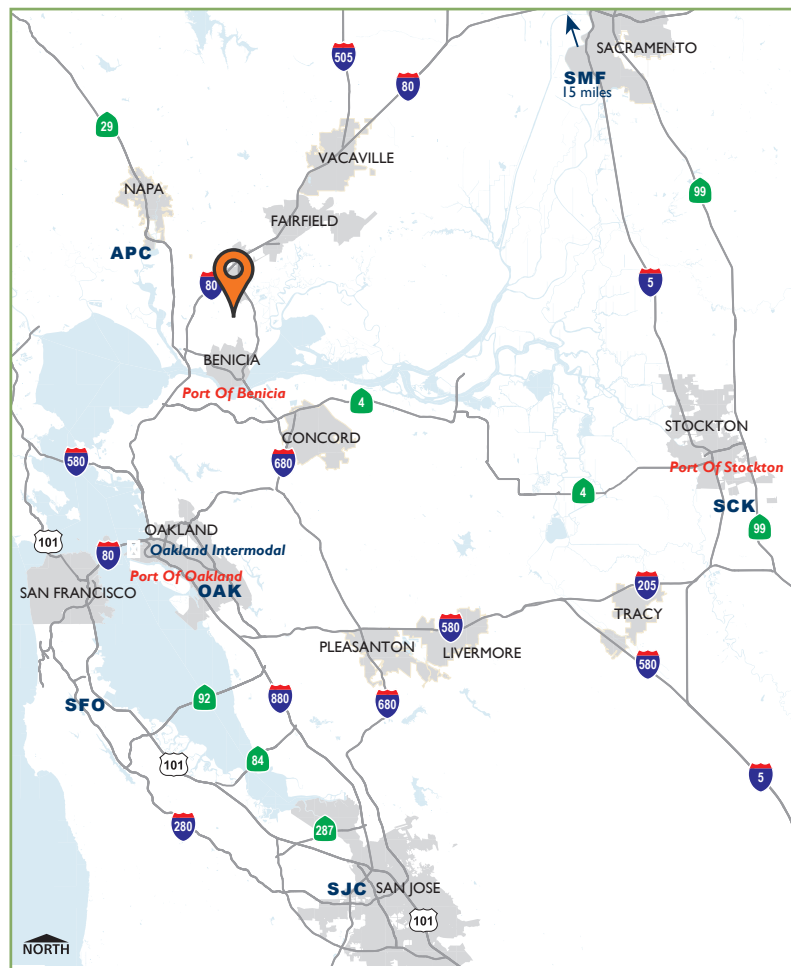 SACRAMENTO
505
SMF
15 miles
80
29
VACAVILLE
NAPA
99
FAIRFIELD
APC
80
5
BENICIA
Port Of Benicia
4
STOCKTON
CONCORD
580
680
Port Of Stockton
4
SCK
OAKLAND
99
101
Oakland Intermodal
80
Port Of Oakland
205
SAN FRANCISCO
OAK
TRACY
580
PLEASANTON
LIVERMORE
580
SFO
92
880
680
84
101
5
280
287
SJC
SAN JOSE
101
NORTH